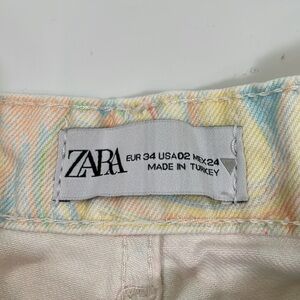 ZARA
EUR 34 USA 02 MEX 24
MADE IN TURKEY